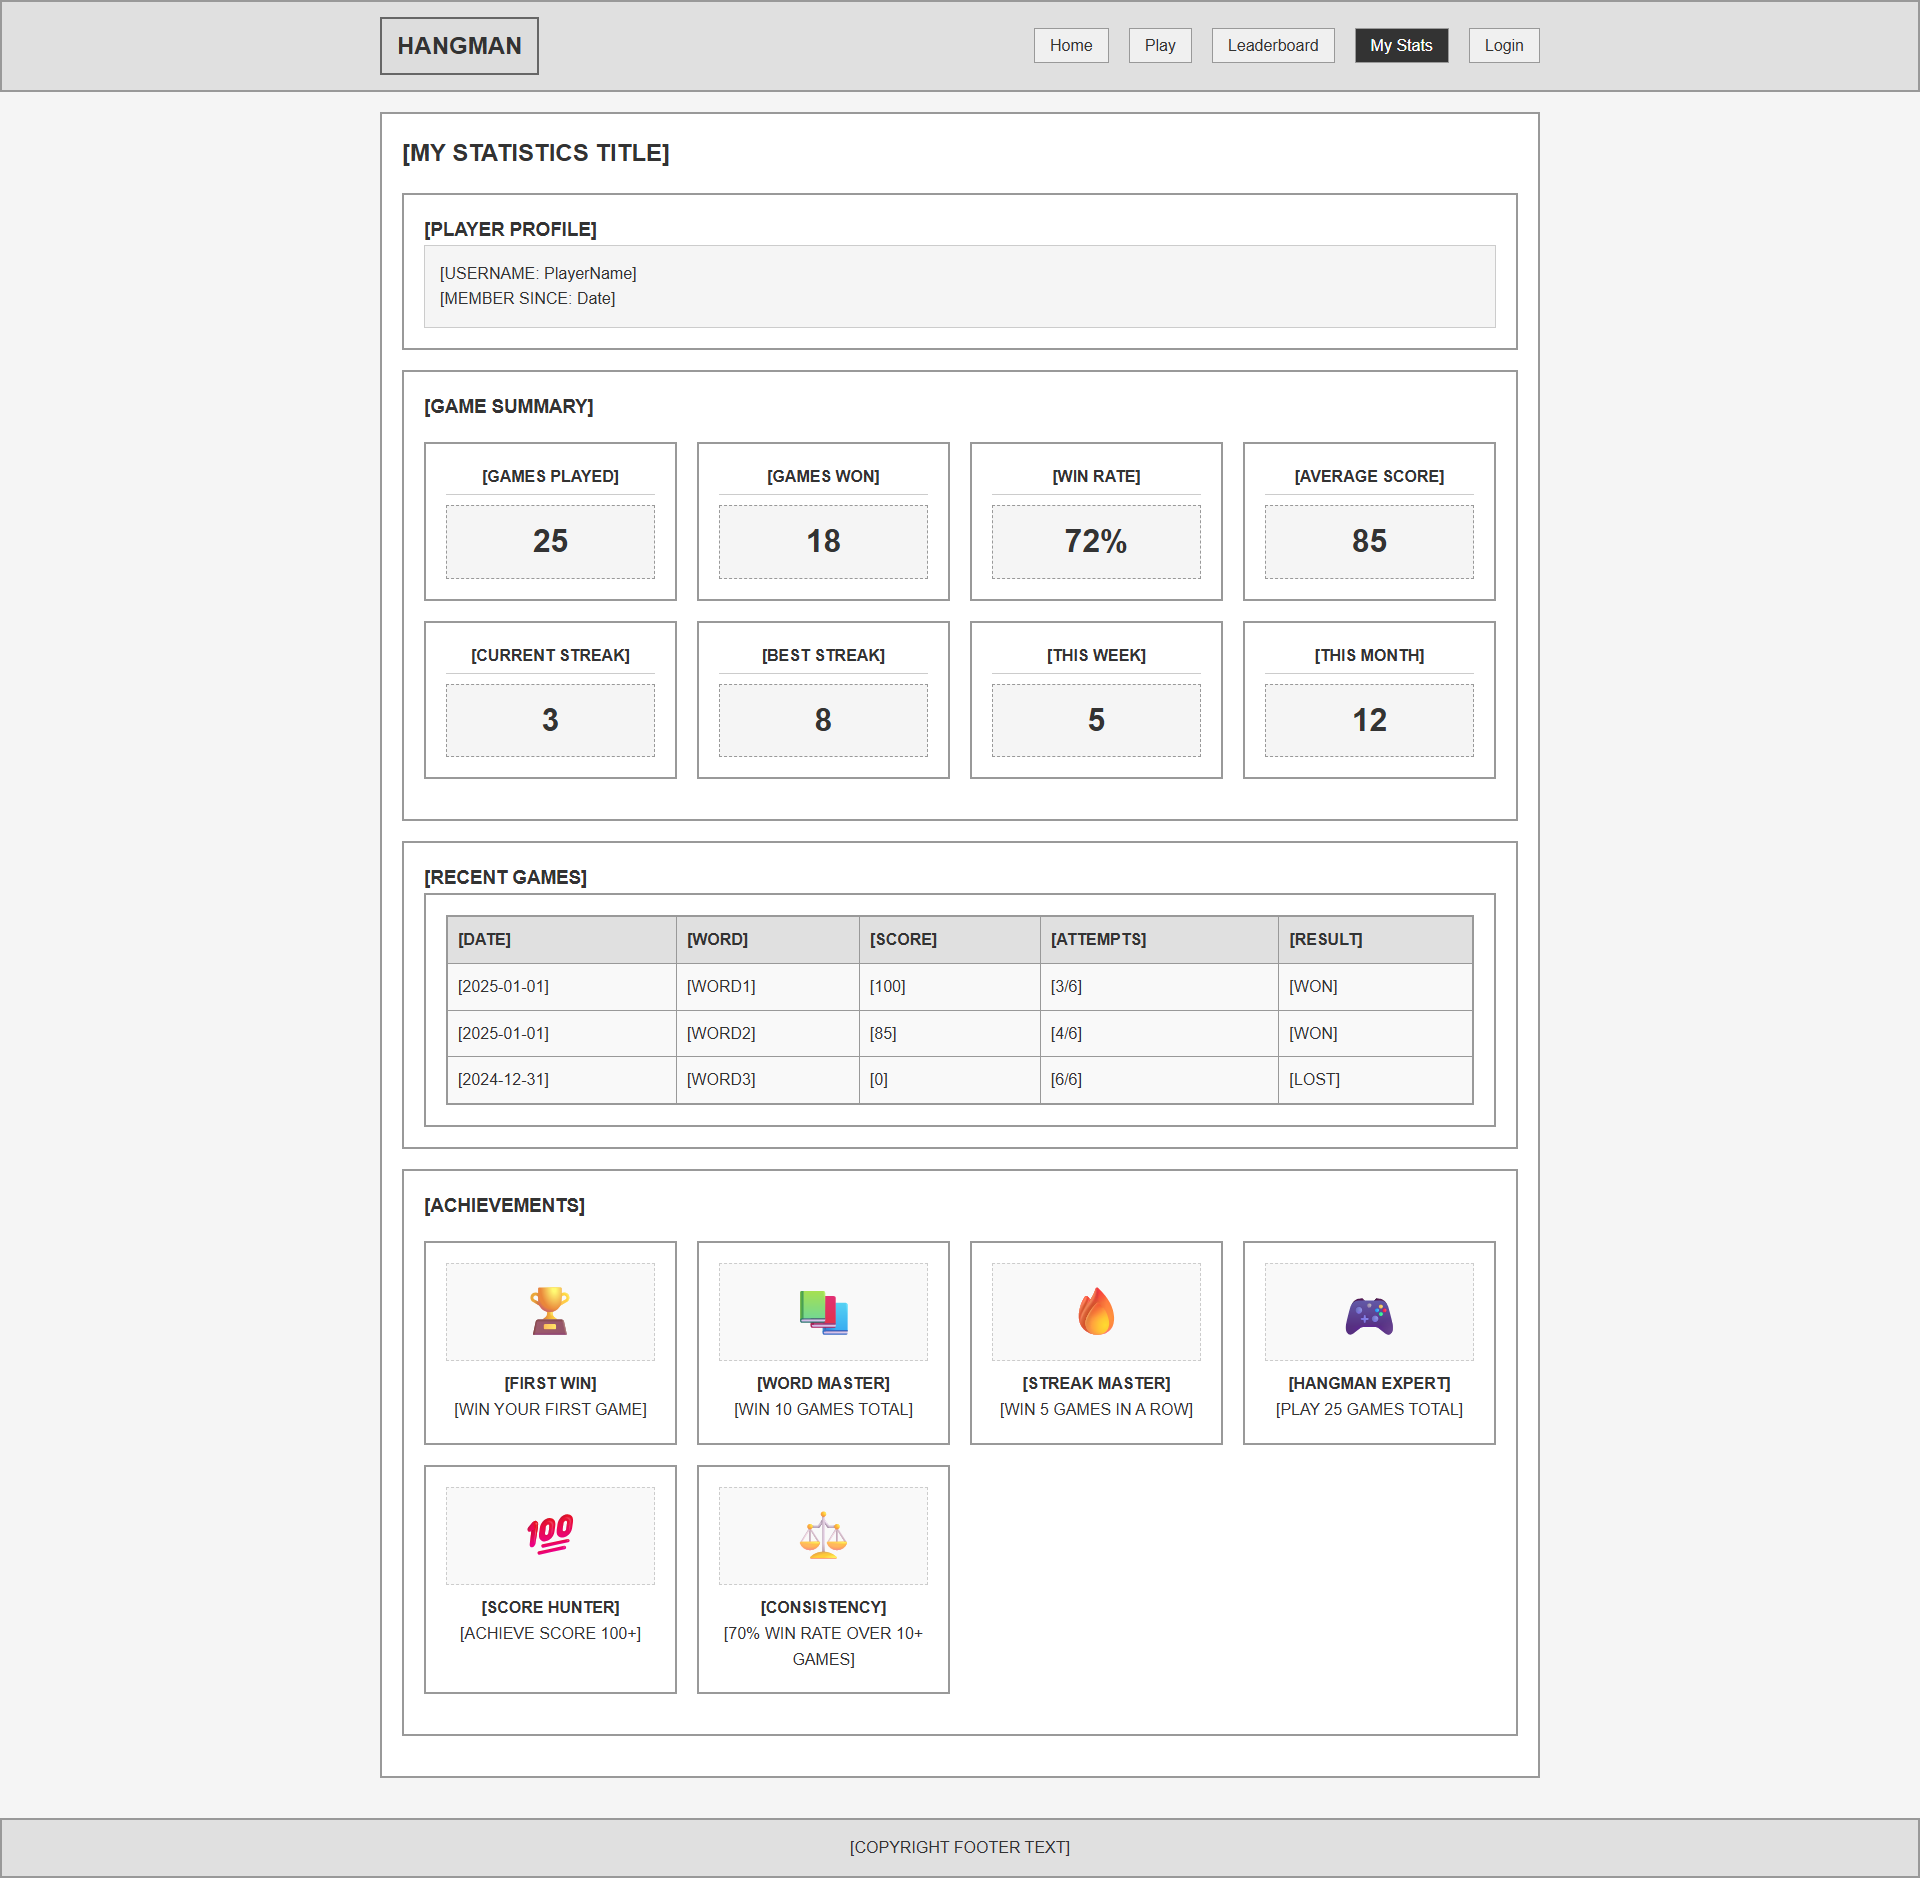 HANGMAN
Home
Play
Leaderboard
My Stats
Login
[MY STATISTICS TITLE]
[PLAYER PROFILE]
[USERNAME: PlayerName]
[MEMBER SINCE: Date]
[GAME SUMMARY]
[GAMES PLAYED]
25
[GAMES WON]
18
[WIN RATE]
72%
[AVERAGE SCORE]
85
[CURRENT STREAK]
3
[BEST STREAK]
8
[THIS WEEK]
5
[THIS MONTH]
12
[RECENT GAMES]
[DATE] [WORD] [SCORE] [ATTEMPTS] [RESULT]
[2025-01-01] [WORD1] [100] [3/6] [WON]
[2025-01-01] [WORD2] [85] [4/6] [WON]
[2024-12-31] [WORD3] [0] [6/6] [LOST]
[ACHIEVEMENTS]
[FIRST WIN]
[WIN YOUR FIRST GAME]
[WORD MASTER]
[WIN 10 GAMES TOTAL]
[STREAK MASTER]
[WIN 5 GAMES IN A ROW]
[HANGMAN EXPERT]
[PLAY 25 GAMES TOTAL]
100
[SCORE HUNTER]
[ACHIEVE SCORE 100+]
[CONSISTENCY]
[70% WIN RATE OVER 10+
GAMES]
[COPYRIGHT FOOTER TEXT]